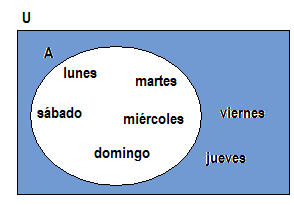 U
A
lunes
martes
sábado
miércoles
viernes
domingo
jueves